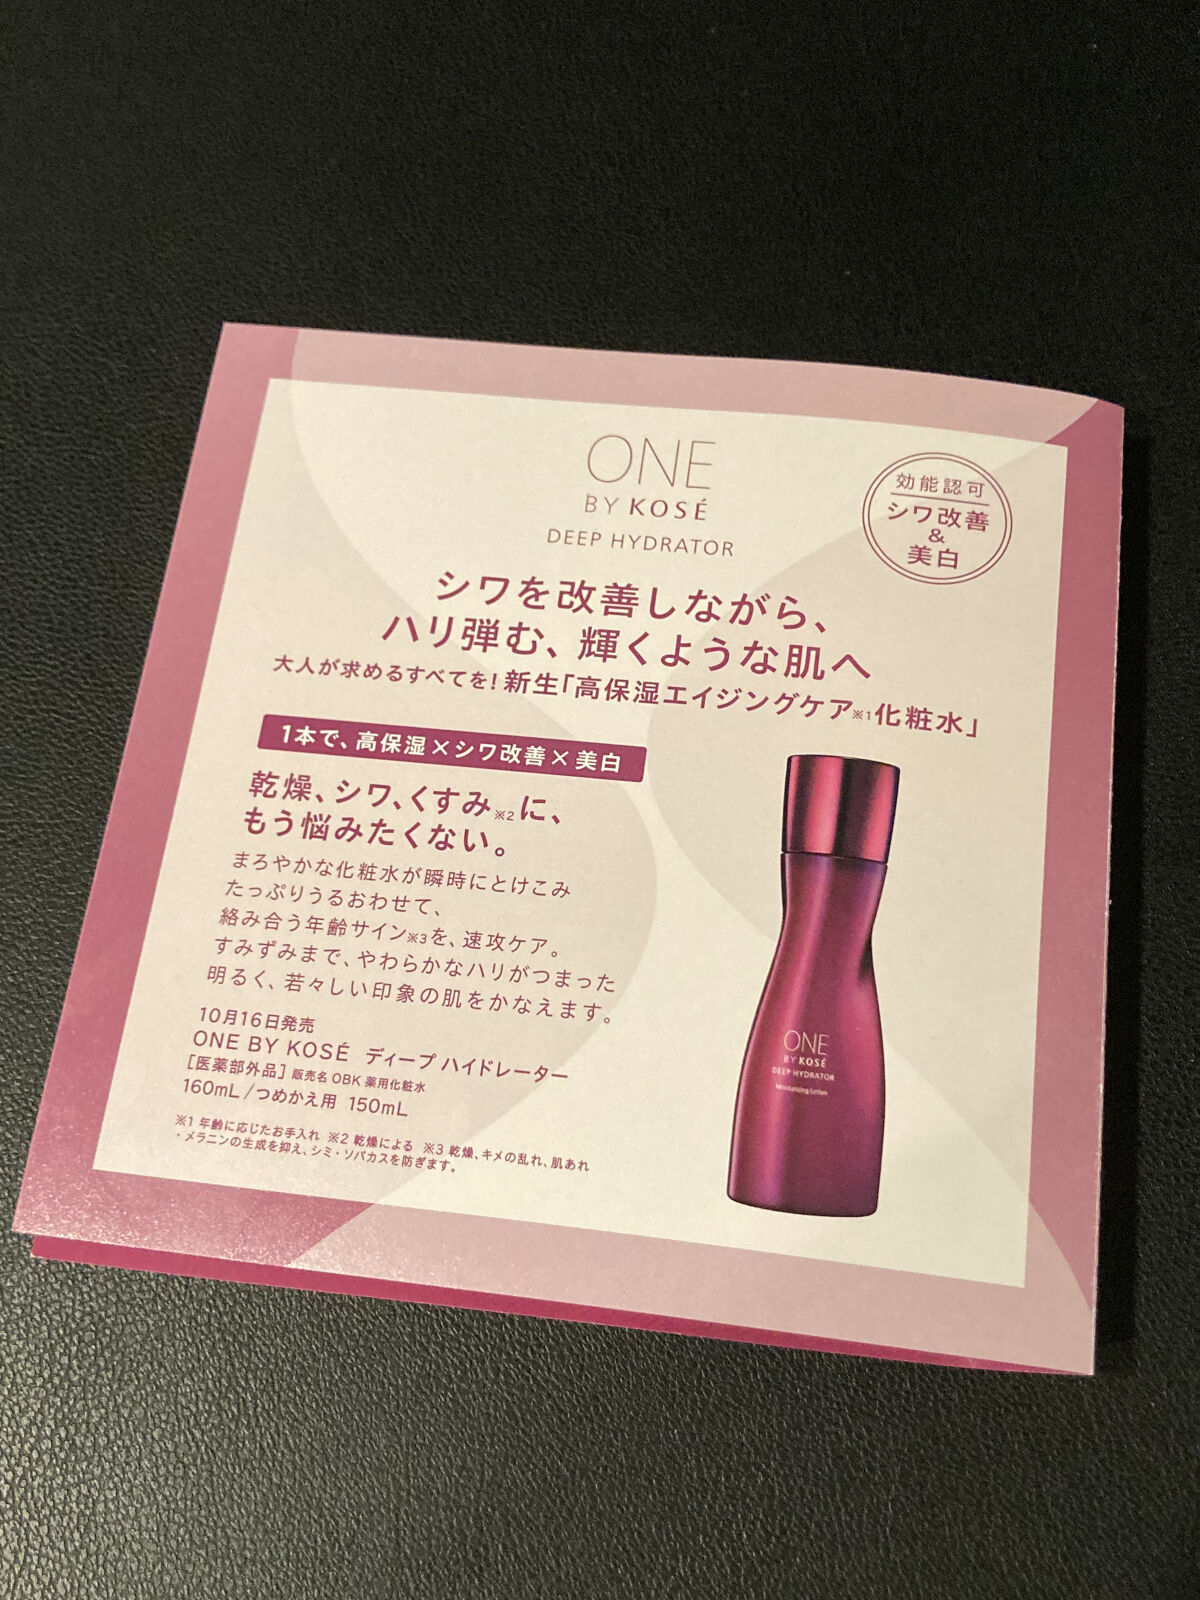 ONE
BY KOSÉ
DEEP HYDRATOR
効能認可
シワ改善
&
美白
シワを改善しながら、
ハリ弾む、輝くような肌へ
大人が求めるすべてを!新生「高保湿エイジングケア※1化粧水」
1本で、高保湿×シワ改善×美白
乾燥、シワ、くすみ※2に、
もう悩みたくない。
まろやかな化粧水が瞬時にとけこみ
たっぷりうるおわせて、
絡み合う年齢サイン※3を、速攻ケア。
すみずみまで、やわらかなハリがつまった
明るく、若々しい印象の肌をかなえます。
10月16日発売
ONE BY KOSÉ ディープ ハイドレーター
[医薬部外品] 販売名 OBK 薬用化粧水
160mL/つめかえ用 150mL
※1 年齢に応じたお手入れ ※2 乾燥による ※3 乾燥、キメの乱れ、肌あれ
・メラニンの生成を抑え、シミ・ソバカスを防ぎます。
ONE
BY KOSÉ
DEEP HYDRATOR
Moisturizing Lotion